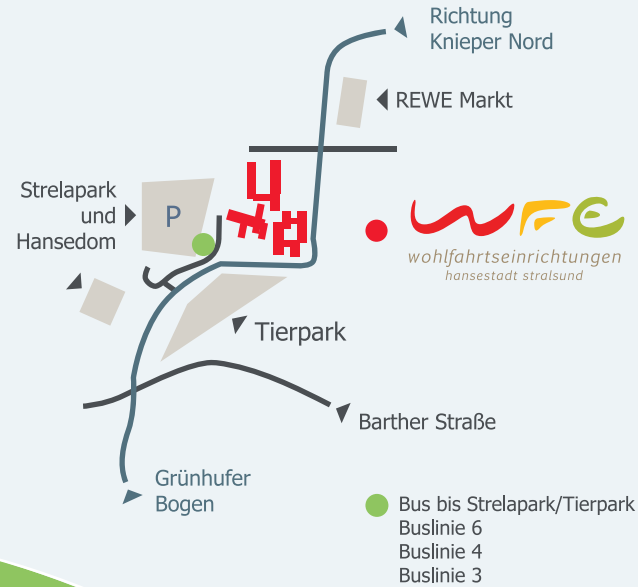 Richtung
Knieper Nord
REWE Markt
Strelapark
und
Hansedom
P
WFE
wohlfahrtseinrichtungen
hansestadt stralsund
Tierpark
Barther Straße
Grünhufer
Bogen
Bus bis Strelapark/Tierpark
Buslinie 6
Buslinie 4
Buslinie 3